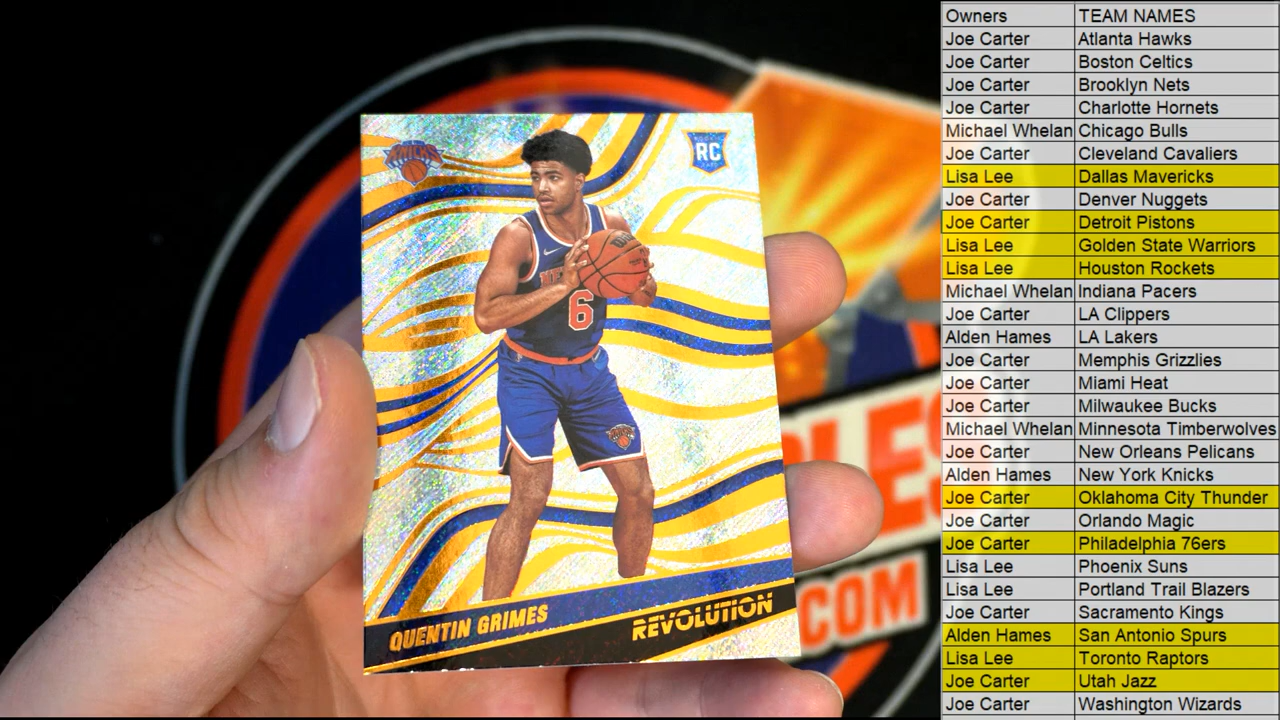 KNICKS
RC
6
QUENTIN GRIMES
REVOLUTION
.COM
Owners TEAM NAMES
Joe Carter Atlanta Hawks
Joe Carter Boston Celtics
Joe Carter Brooklyn Nets
Joe Carter Charlotte Hornets
Michael Whelan Chicago Bulls
Joe Carter Cleveland Cavaliers
Lisa Lee Dallas Mavericks
Joe Carter Denver Nuggets
Joe Carter Detroit Pistons
Lisa Lee Golden State Warriors
Lisa Lee Houston Rockets
Michael Whelan Indiana Pacers
Joe Carter LA Clippers
Alden Hames LA Lakers
Joe Carter Memphis Grizzlies
Joe Carter Miami Heat
Joe Carter Milwaukee Bucks
Michael Whelan Minnesota Timberwolves
Joe Carter New Orleans Pelicans
Alden Hames New York Knicks
Joe Carter Oklahoma City Thunder
Joe Carter Orlando Magic
Joe Carter Philadelphia 76ers
Lisa Lee Phoenix Suns
Lisa Lee Portland Trail Blazers
Joe Carter Sacramento Kings
Alden Hames San Antonio Spurs
Lisa Lee Toronto Raptors
Joe Carter Utah Jazz
Joe Carter Washington Wizards